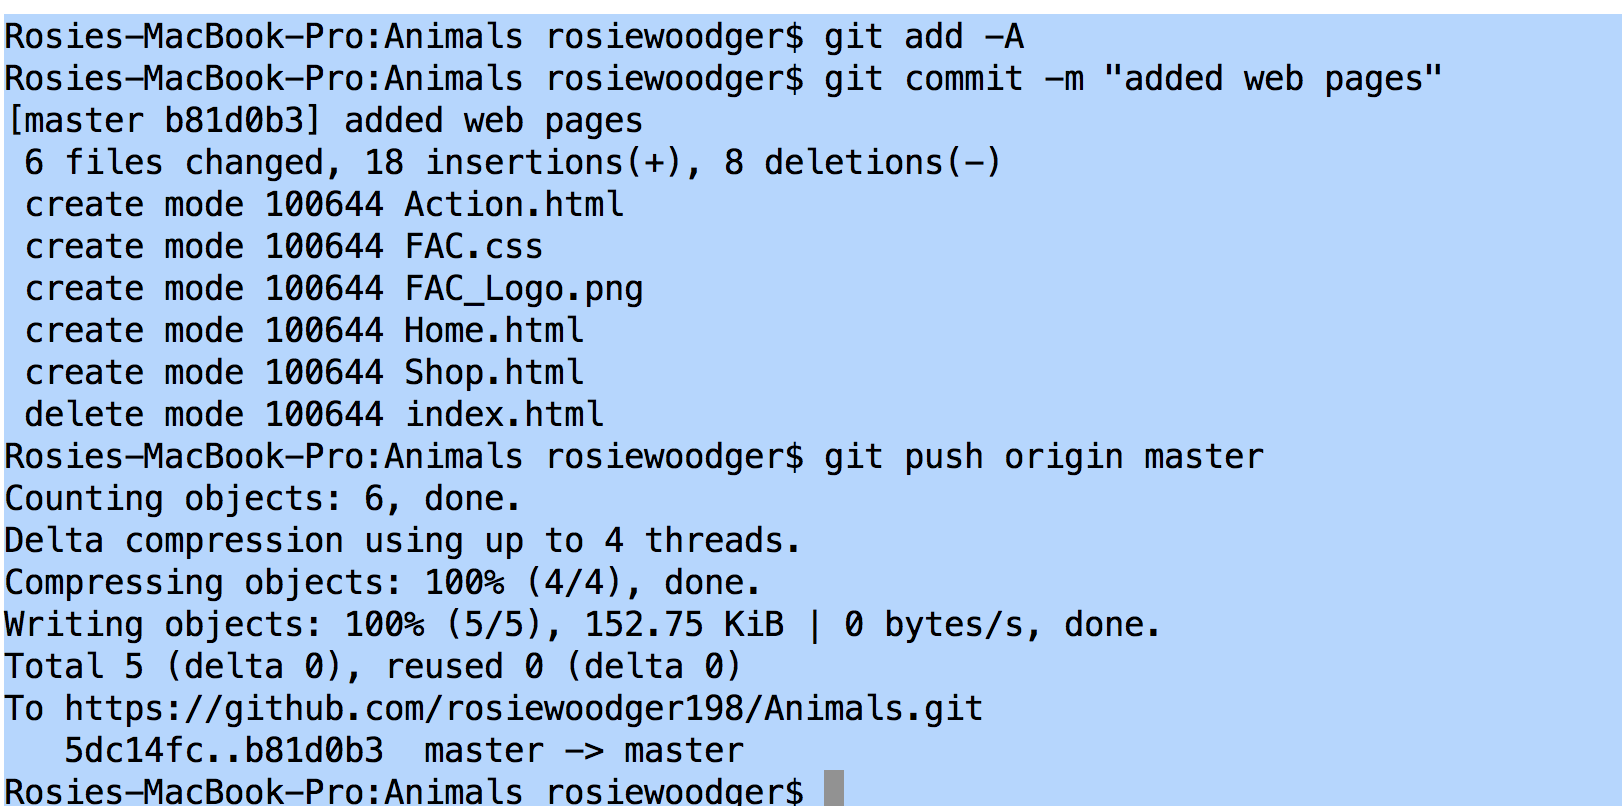 Rosies-MacBook-Pro:Animals rosiewoodger$ git add -A
Rosies-MacBook-Pro:Animals rosiewoodger$ git commit -m "added web pages"
[master b81d0b3] added web pages
 6 files changed, 18 insertions(+), 8 deletions(-)
 create mode 100644 Action.html
 create mode 100644 FAC.css
 create mode 100644 FAC_Logo.png
 create mode 100644 Home.html
 create mode 100644 Shop.html
 delete mode 100644 index.html
Rosies-MacBook-Pro:Animals rosiewoodger$ git push origin master
Counting objects: 6, done.
Delta compression using up to 4 threads.
Compressing objects: 100% (4/4), done.
Writing objects: 100% (5/5), 152.75 KiB | 0 bytes/s, done.
Total 5 (delta 0), reused 0 (delta 0)
To https://github.com/rosiewoodger198/Animals.git
   5dc14fc..b81d0b3  master -> master
Rosies-MacBook-Pro:Animals rosiewoodger$